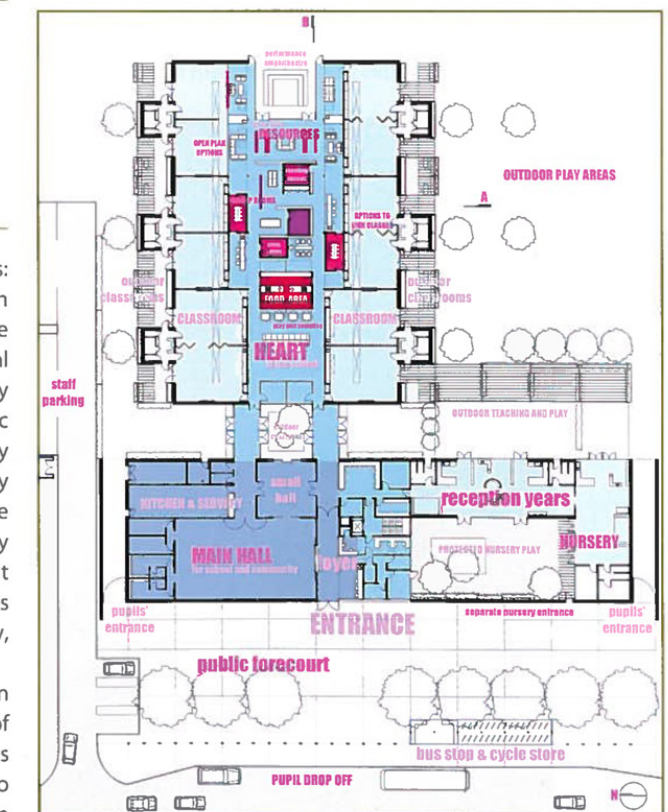 B
performance
amphitheatre
RESOURCES
OPEN PLAN
OPTIONS
OUTDOOR PLAY AREAS
A
OPTIONS TO
LINK CLASSES
FOOD AREA
outdoor
classrooms
outdoor
classrooms
CLASSROOM
CLASSROOM
HEART
staff
parking
outdoor
OUTDOOR TEACHING AND PLAY
KITCHEN & SERVERY
small
hall
reception years
MAIN HALL
for school and community
foyer
PROTECTED NURSERY PLAY
NURSERY
pupils'
entrance
ENTRANCE
separate nursery entrance
pupils'
entrance
public forecourt
bus stop & cycle store
PUPIL DROP OFF
N